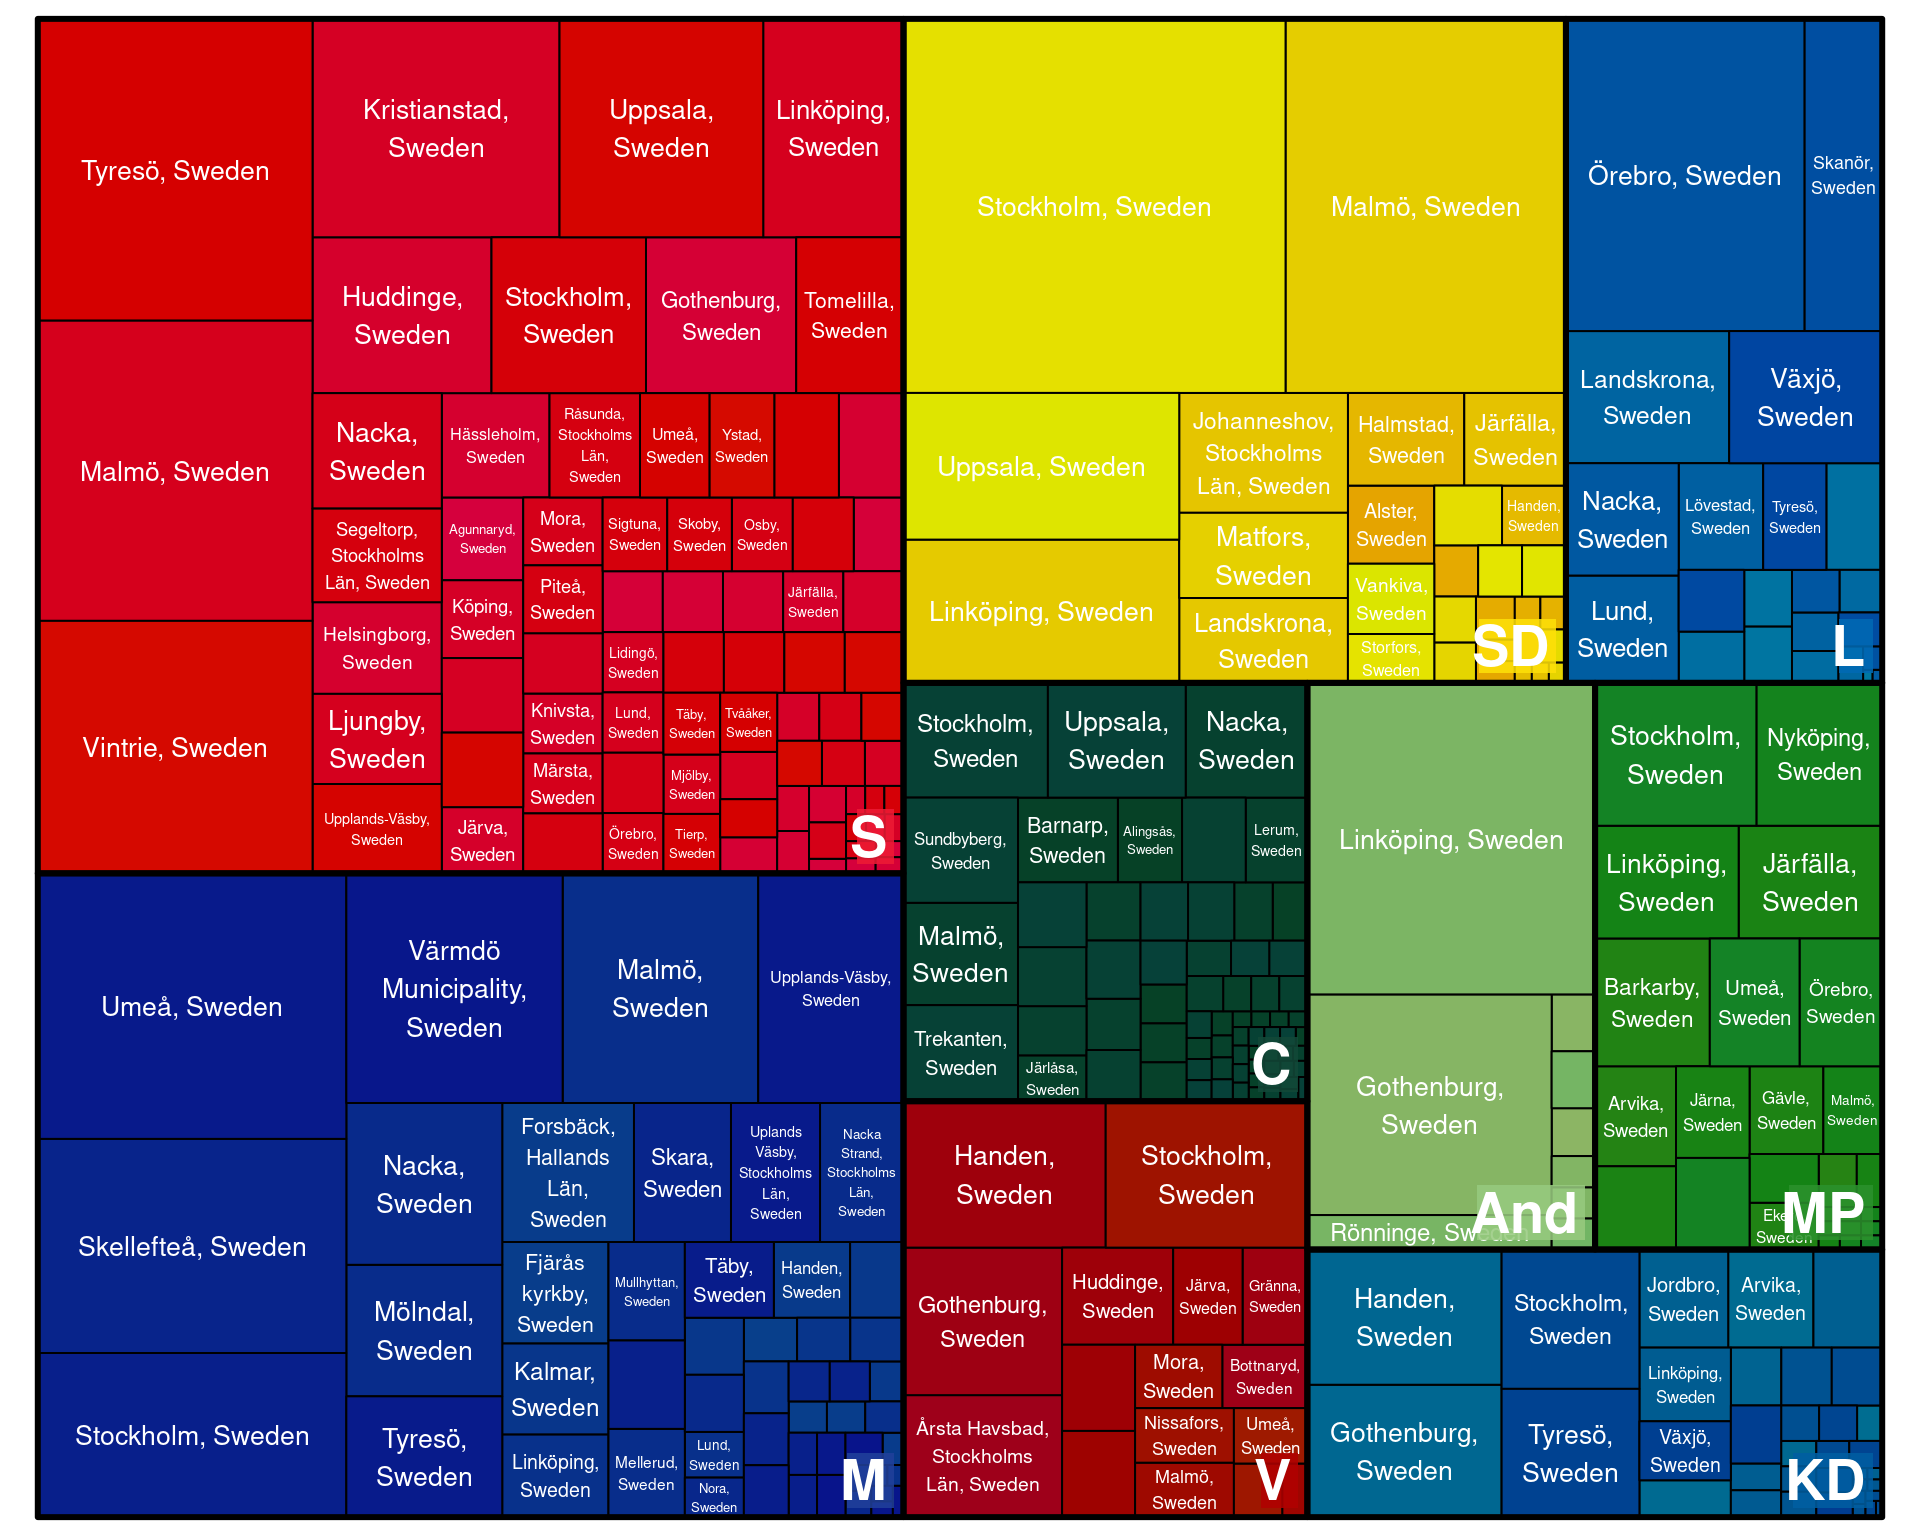 Tyresö, Sweden
Malmö, Sweden
Vintrie, Sweden
Kristianstad,
Sweden
Uppsala,
Sweden
Linköping,
Sweden
Huddinge,
Sweden
Stockholm,
Sweden
Gothenburg,
Sweden
Tomelilla,
Sweden
Nacka,
Sweden
Segeltorp,
Stockholms
Län, Sweden
Helsingborg,
Sweden
Ljungby,
Sweden
Upplands-Väsby,
Sweden
Hässleholm,
Sweden
Råsunda,
Stockholms
Län,
Sweden
Umeå,
Sweden
Ystad,
Sweden
Agunnaryd,
Sweden
Köping,
Sweden
Järva,
Sweden
Mora,
Sweden
Piteå,
Sweden
Knivsta,
Sweden
Märsta,
Sweden
Sigtuna,
Sweden
Skoby,
Sweden
Osby,
Sweden
Järfälla,
Sweden
Lidingö,
Sweden
Lund,
Sweden
Örebro,
Sweden
Täby,
Sweden
Mjölby,
Sweden
Tierp,
Sweden
Tvååker,
Sweden
S
Stockholm, Sweden
Malmö, Sweden
Uppsala, Sweden
Linköping, Sweden
Johanneshov,
Stockholms
Län, Sweden
Matfors,
Sweden
Landskrona,
Sweden
Halmstad,
Sweden
Järfälla,
Sweden
Alster,
Sweden
Handen,
Sweden
Vankiva,
Sweden
Storfors,
Sweden
SD
Örebro, Sweden
Skanör,
Sweden
Landskrona,
Sweden
Växjö,
Sweden
Nacka,
Sweden
Lund,
Sweden
Lövestad,
Sweden
Tyresö,
Sweden
L
Umeå, Sweden
Skellefteå, Sweden
Stockholm, Sweden
Värmdö
Municipality,
Sweden
Malmö,
Sweden
Upplands-Väsby,
Sweden
Nacka,
Sweden
Mölndal,
Sweden
Tyresö,
Sweden
Forsbäck,
Hallands
Län,
Sweden
Skara,
Sweden
Uplands
Väsby,
Stockholms
Län,
Sweden
Nacka
Strand,
Stockholms
Län,
Sweden
Fjärås
kyrkby,
Sweden
Kalmar,
Sweden
Linköping,
Sweden
Mullhyttan,
Sweden
Mellerud,
Sweden
Täby,
Sweden
Handen,
Sweden
Lund,
Sweden
Nora,
Sweden
M
Stockholm,
Sweden
Uppsala,
Sweden
Nacka,
Sweden
Sundbyberg,
Sweden
Malmö,
Sweden
Trekanten,
Sweden
Barnarp,
Sweden
Alingsås,
Sweden
Lerum,
Sweden
Järlåsa,
Sweden
C
Handen,
Sweden
Stockholm,
Sweden
Gothenburg,
Sweden
Årsta Havsbad,
Stockholms
Län, Sweden
Huddinge,
Sweden
Järva,
Sweden
Gränna,
Sweden
Mora,
Sweden
Bottnaryd,
Sweden
Nissafors,
Sweden
Umeå,
Sweden
Malmö,
Sweden
V
Linköping, Sweden
Gothenburg,
Sweden
Rönninge, Sweden
And
Stockholm,
Sweden
Nyköping,
Sweden
Linköping,
Sweden
Järfälla,
Sweden
Barkarby,
Sweden
Umeå,
Sweden
Örebro,
Sweden
Arvika,
Sweden
Järna,
Sweden
Gävle,
Sweden
Malmö,
Sweden
Sweden
MP
Handen,
Sweden
Gothenburg,
Sweden
Stockholm,
Sweden
Tyresö,
Sweden
Jordbro,
Sweden
Arvika,
Sweden
Linköping,
Sweden
Växjö,
Sweden
KD